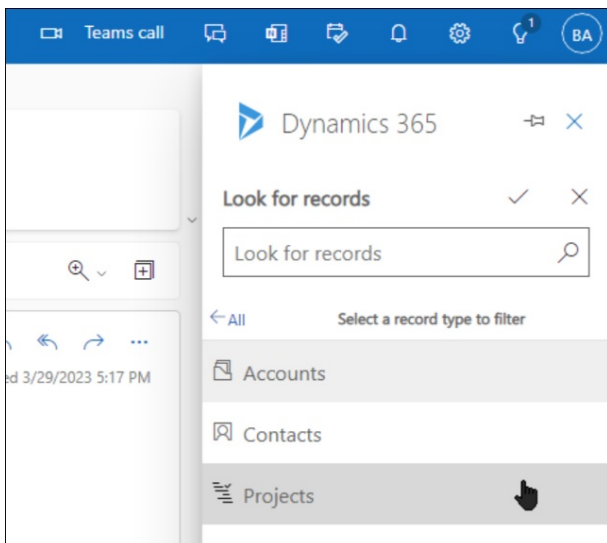 Teams call
1
BA
Dynamics 365
Look for records
Look for records
←All Select a record type to filter
Accounts
3/29/2023 5:17 PM
Contacts
Projects